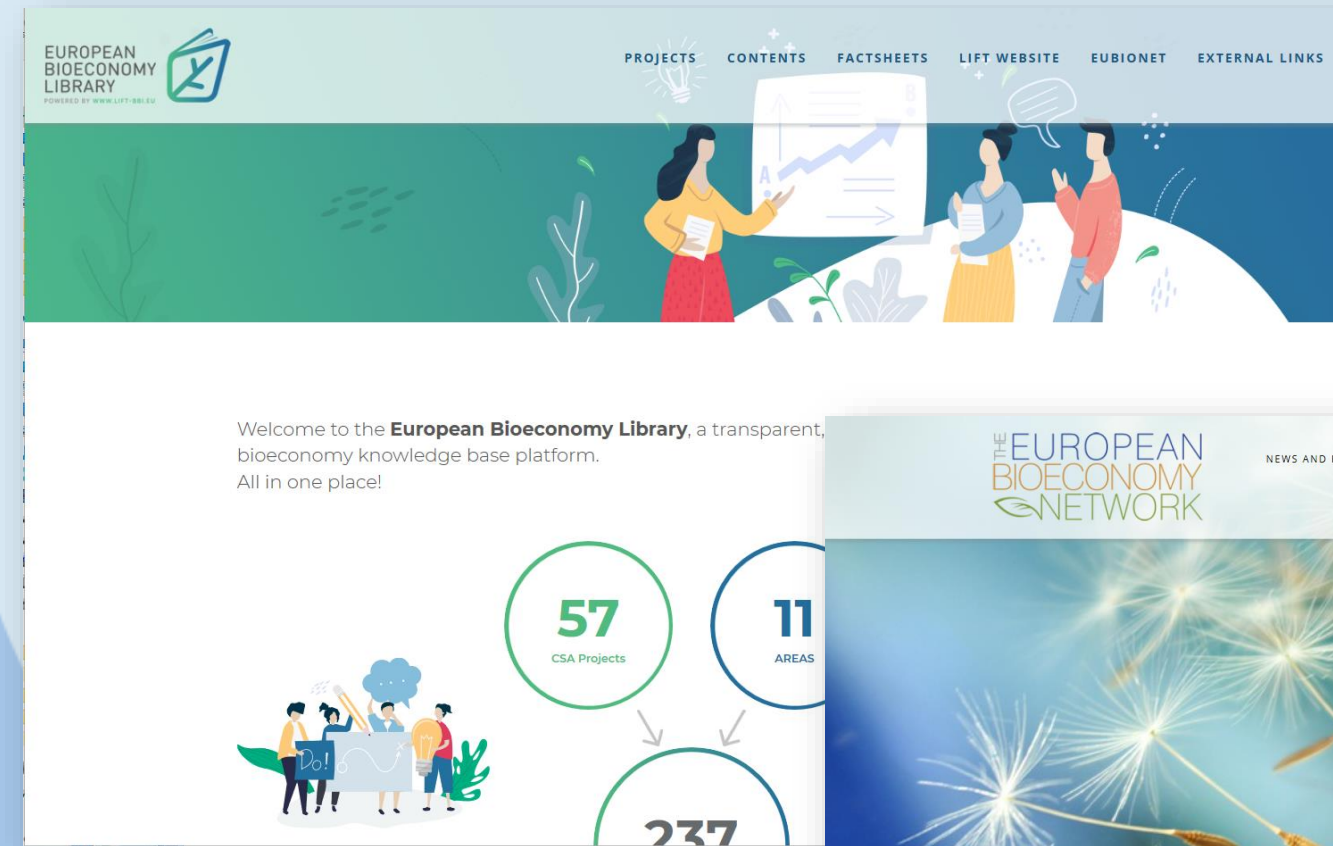 EUROPEAN
BIOECONOMY
LIBRARY
POWERED BY WWW.LIFT-BBI.EU
PROJECTS CONTENTS FACTSHEETS LIFT WEBSITE EUBIONET EXTERNAL LINKS
B
A
Welcome to the European Bioeconomy Library, a transparent,
bioeconomy knowledge base platform.
All in one place!
THE EUROPEAN
BIOECONOMY
NETWORK
NEWS AND
57
CSA Projects
11
AREAS
Do!
237